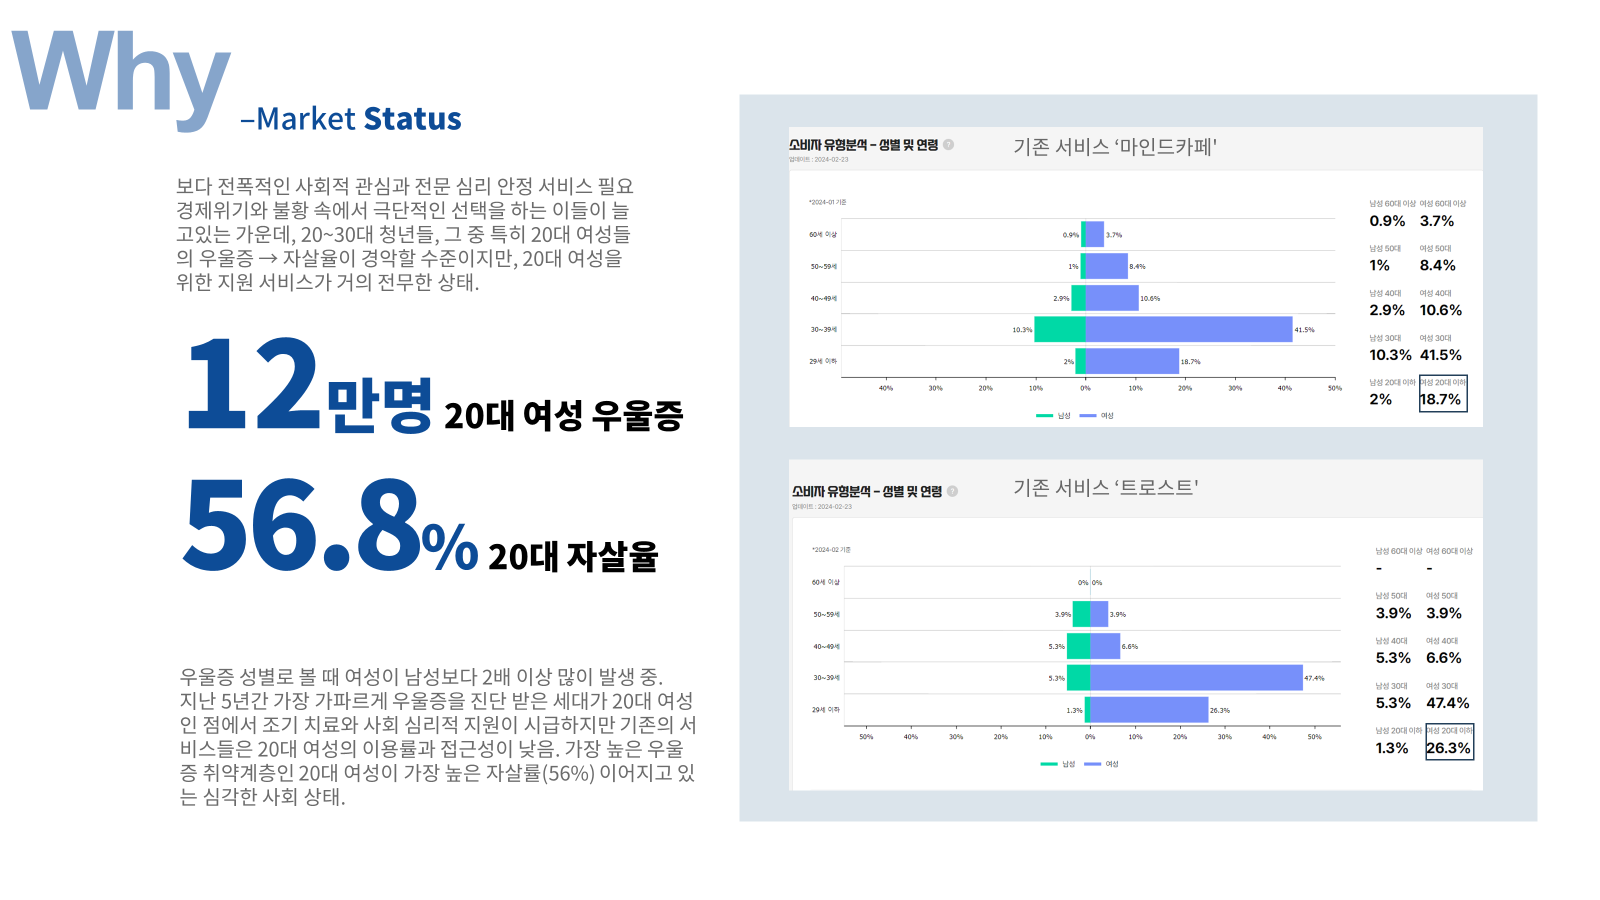 Why
–Market Status
보다 전폭적인 사회적 관심과 전문 심리 안정 서비스 필요
경제위기와 불황 속에서 극단적인 선택을 하는 이들이 늘
고있는 가운데, 20~30대 청년들, 그 중 특히 20대 여성들
의 우울증 → 자살율이 경악할 수준이지만, 20대 여성을
위한 지원 서비스가 거의 전무한 상태.
12만명 20대 여성 우울증
56.8% 20대 자살율
우울증 성별로 볼 때 여성이 남성보다 2배 이상 많이 발생 중.
지난 5년간 가장 가파르게 우울증을 진단 받은 세대가 20대 여성
인 점에서 조기 치료와 사회 심리적 지원이 시급하지만 기존의 서
비스들은 20대 여성의 이용률과 접근성이 낮음. 가장 높은 우울
증 취약계층인 20대 여성이 가장 높은 자살률(56%) 이어지고 있
는 심각한 사회 상태.
소비자 유형분석 - 성별 및 연령 ?
기존 서비스 ‘마인드카페'
업데이트 : 2024-02-23
*2024-01 기준
60세 이상 0.9% 3.7%
50~59세 1% 8.4%
40~49세 2.9% 10.6%
30~39세 10.3% 41.5%
29세 이하 2% 18.7%
40% 30% 20% 10% 0% 10% 20% 30% 40% 50%
남성 여성
남성 60대 이상 여성 60대 이상
0.9% 3.7%
남성 50대 여성 50대
1% 8.4%
남성 40대 여성 40대
2.9% 10.6%
남성 30대 여성 30대
10.3% 41.5%
남성 20대 이하 여성 20대 이하
2% 18.7%
소비자 유형분석 - 성별 및 연령 ?
기존 서비스 ‘트로스트'
업데이트 : 2024-02-23
*2024-02 기준
60세 이상 0% 0%
50~59세 3.9% 3.9%
40~49세 5.3% 6.6%
30~39세 5.3% 47.4%
29세 이하 1.3% 26.3%
50% 40% 30% 20% 10% 0% 10% 20% 30% 40% 50%
남성 여성
남성 60대 이상 여성 60대 이상
- -
남성 50대 여성 50대
3.9% 3.9%
남성 40대 여성 40대
5.3% 6.6%
남성 30대 여성 30대
5.3% 47.4%
남성 20대 이하 여성 20대 이하
1.3% 26.3%